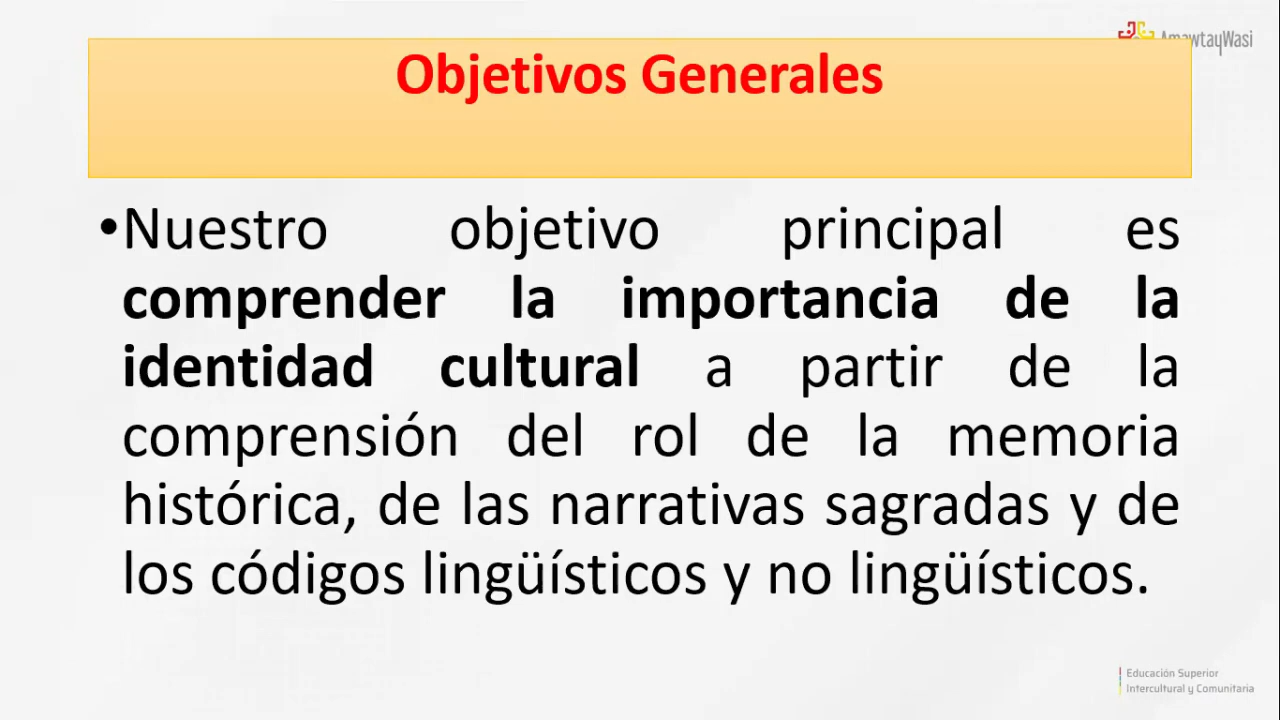 AmawtayWasi
Objetivos Generales
•Nuestro objetivo principal es
comprender la importancia de la
identidad cultural a partir de la
comprensión del rol de la memoria
histórica, de las narrativas sagradas y de
los códigos lingüísticos y no lingüísticos.
Educación Superior
Intercultural y Comunitaria